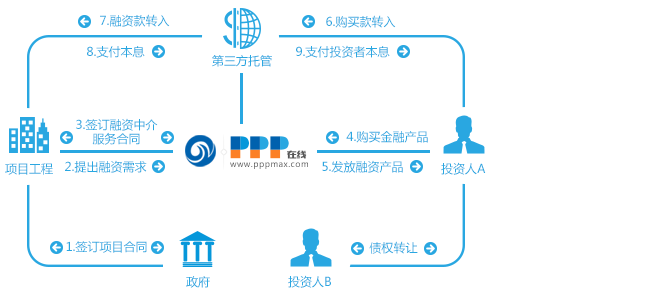 7.融资款转入
6.购买款转入
8.支付本息
第三方托管
9.支付投资者本息
3.签订融资中介
服务合同
4.购买金融产品
PPP在线
www.pppmax.com
项目工程
2.提出融资需求
5.发放融资产品
投资人A
1.签订项目合同
债权转让
政府
投资人B